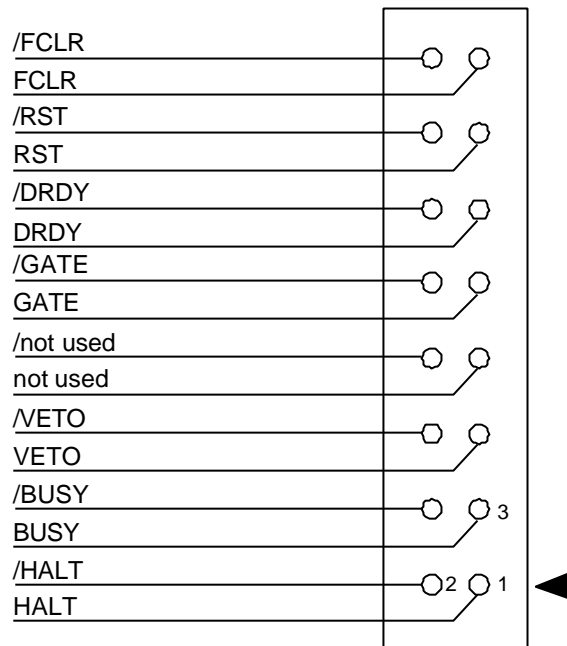 /FCLR
FCLR
/RST
RST
/DRDY
DRDY
/GATE
GATE
/not used
not used
/VETO
VETO
/BUSY
3
BUSY
/HALT
2 1
HALT